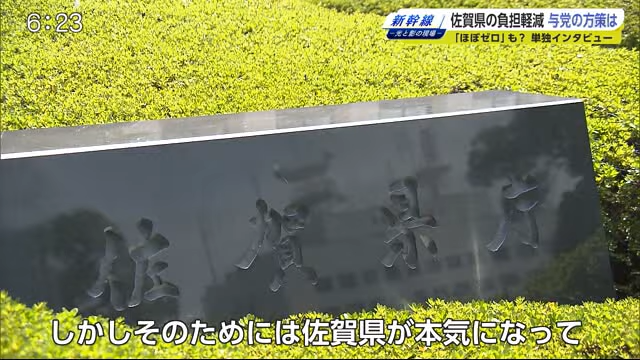 6:23
新幹線
-光と影の現場-
佐賀県の負担軽減 与党の方策は
「ほぼゼロ」も? 単独インタビュー
佐賀県庁
しかしそのためには佐賀県が本気になって